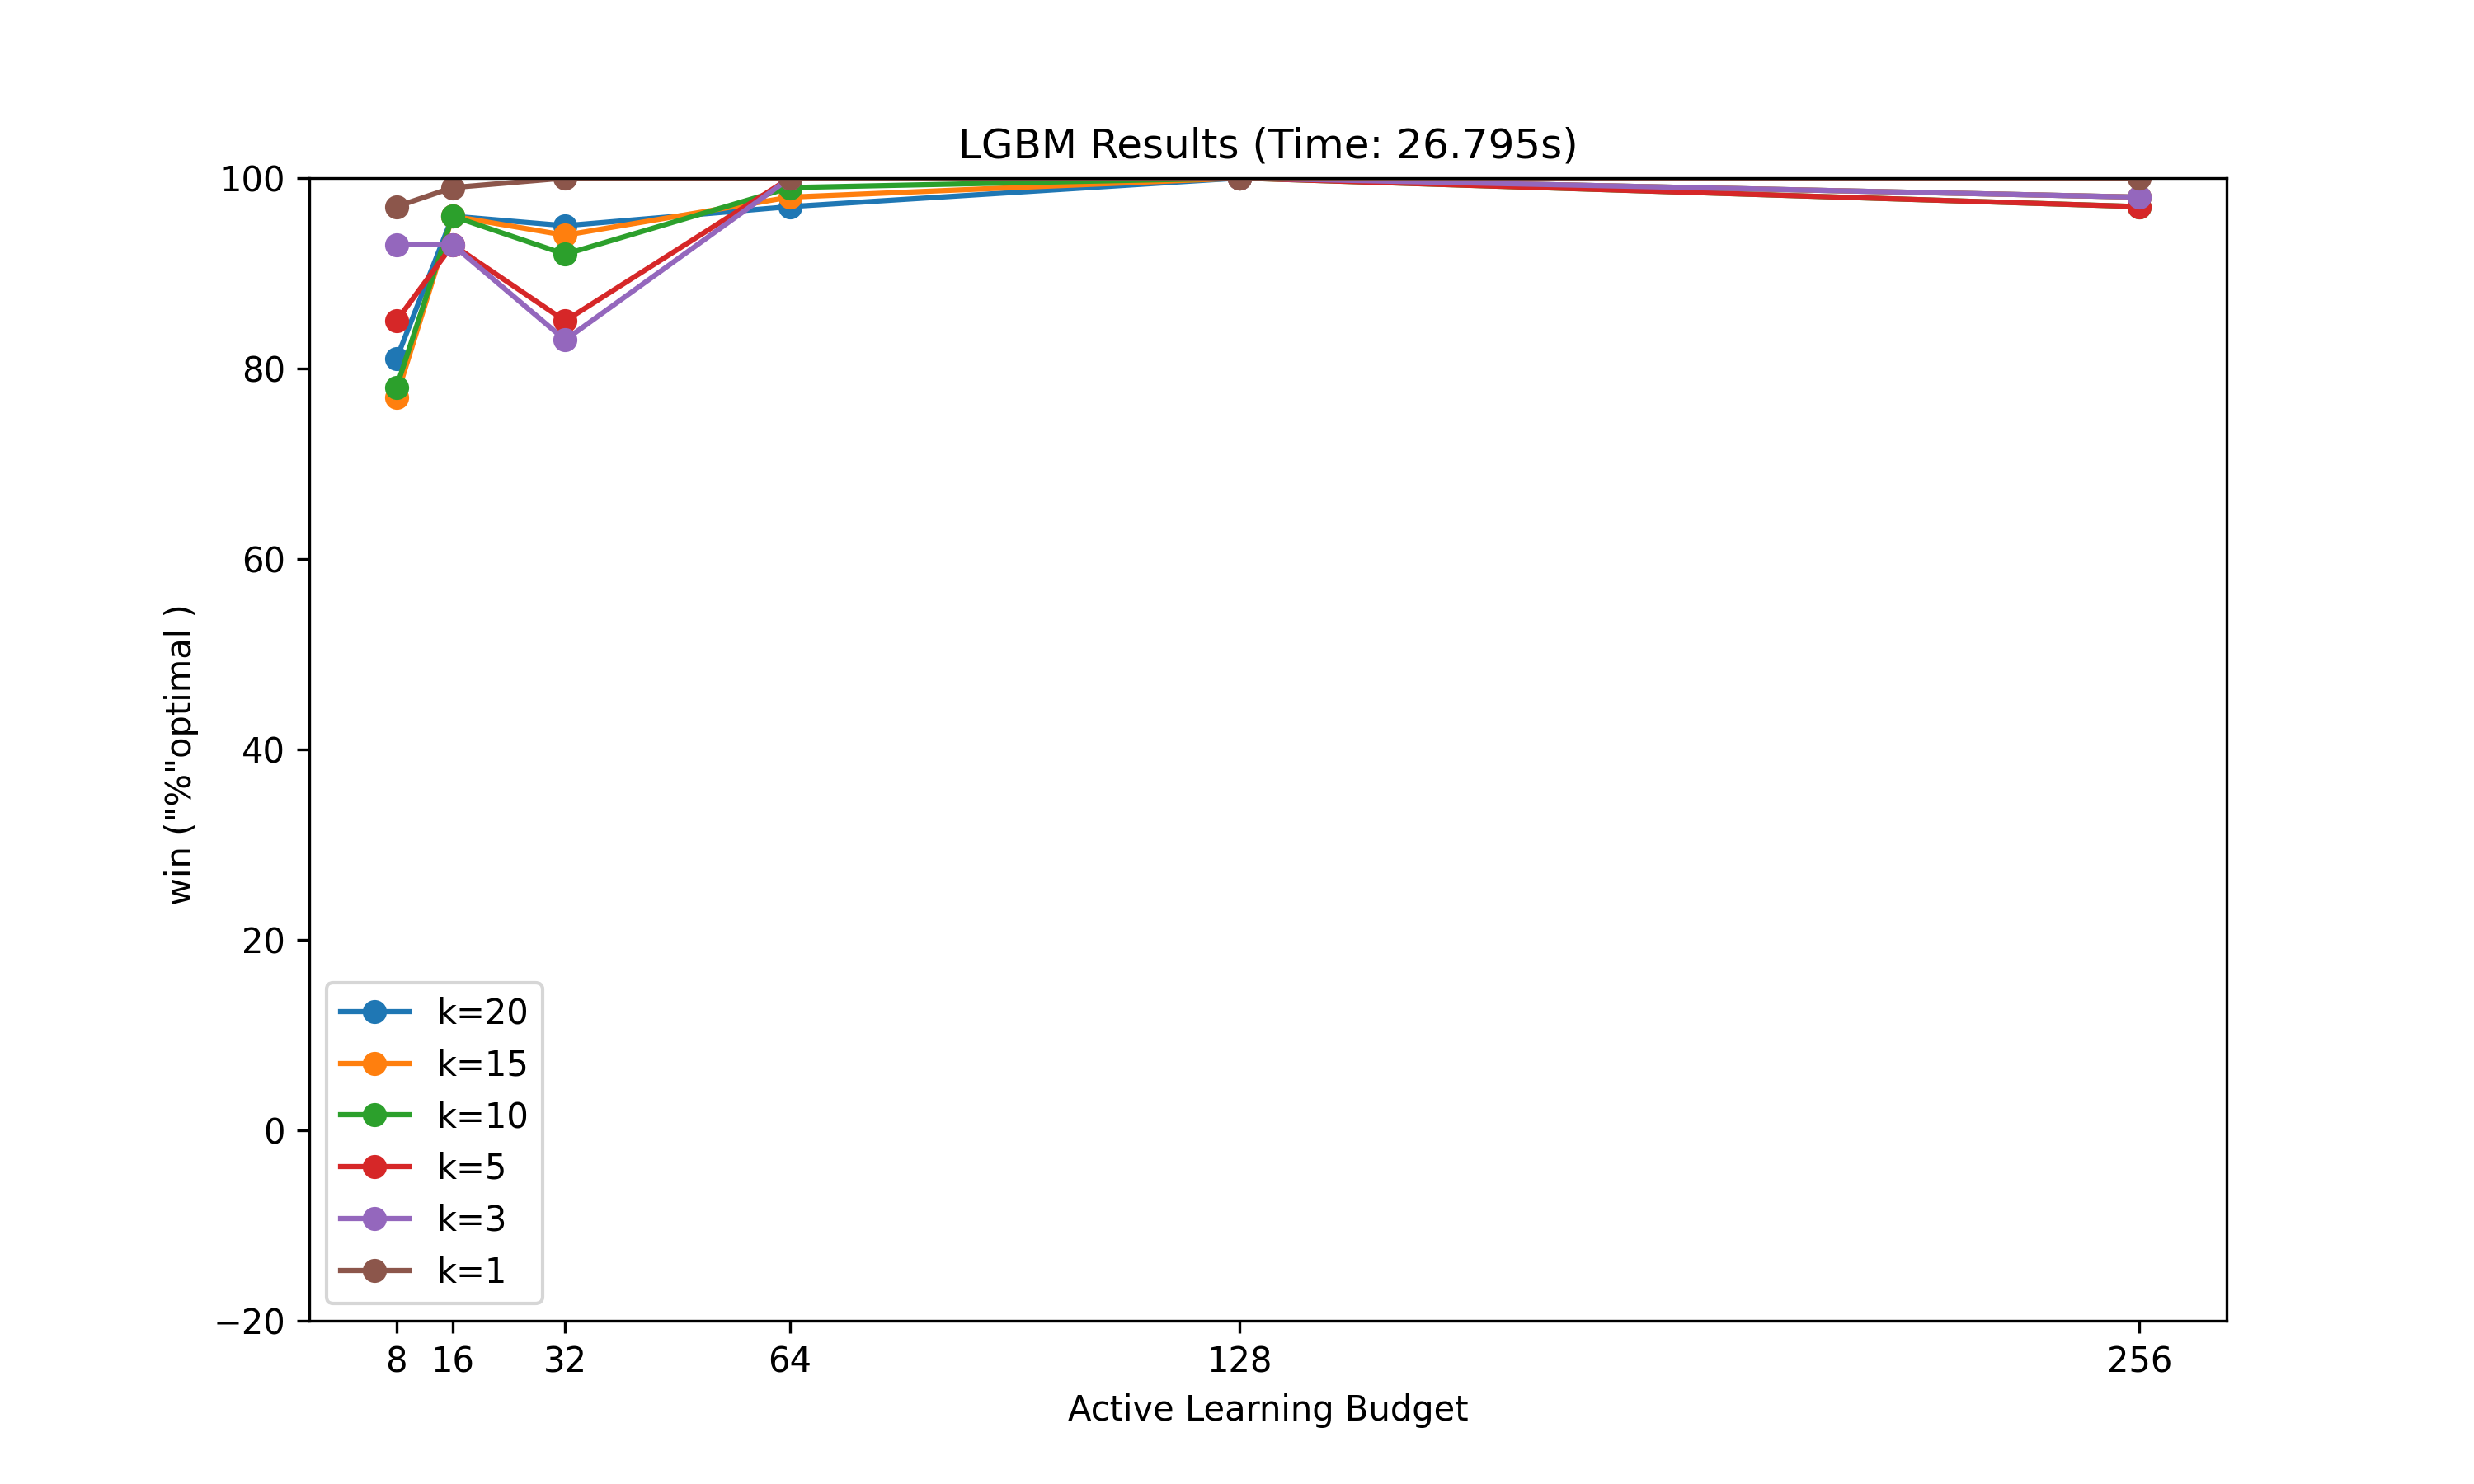 LGBM Results (Time: 26.795s)
100
80
60
40
20
0
−20
win ("%"optimal )
k=20
k=15
k=10
k=5
k=3
k=1
8 16 32 64 128 256
Active Learning Budget